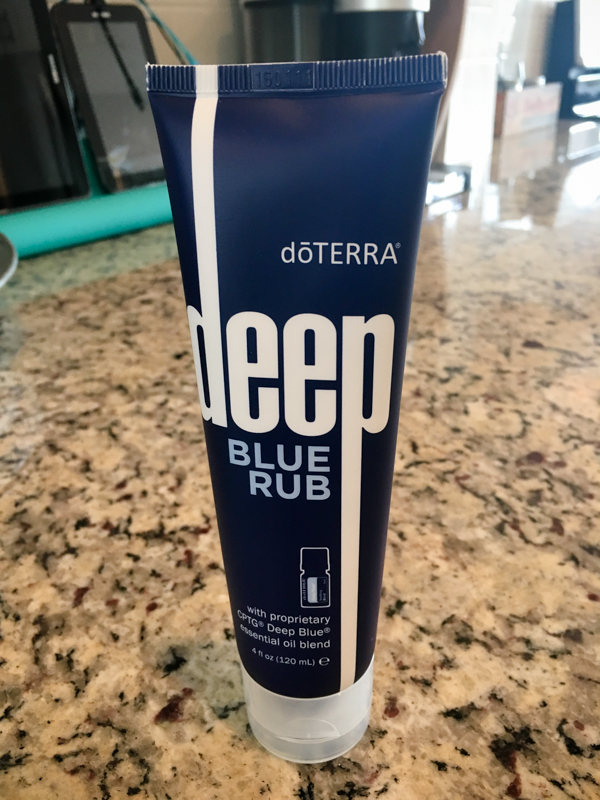 dōTERRA®
deep
BLUE
RUB
with proprietary
CPTG® Deep Blue®
essential oil blend
4 fl oz (120 mL) ℮